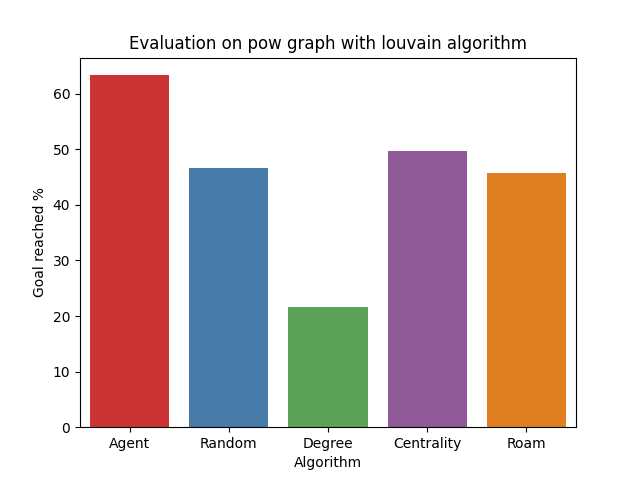 Evaluation on pow graph with louvain algorithm
Goal reached %
60
50
40
30
20
10
0
Agent Random Degree Centrality Roam
Algorithm